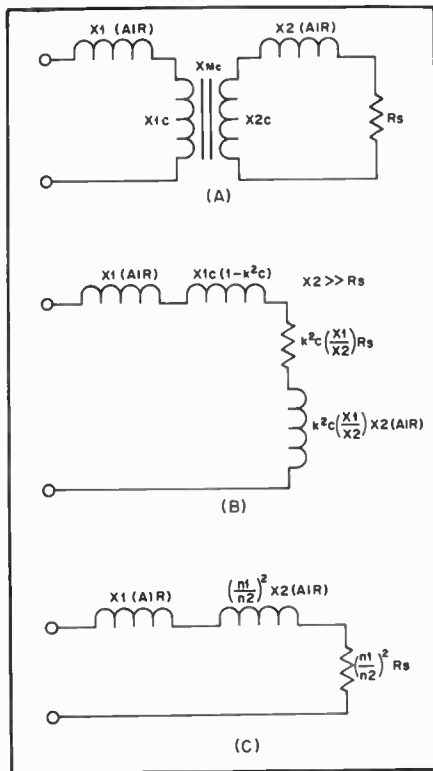 X1 (AIR)
X2 (AIR)
XMC
X1C
X2C
Rs
(A)
X1 (AIR)
X1C (1-k²C)
X2 >> Rs
k²C(X1/X2)Rs
k²C(X1/X2) X2 (AIR)
(B)
X1 (AIR)
(n1/n2)² X2 (AIR)
(n1/n2)² Rs
(C)